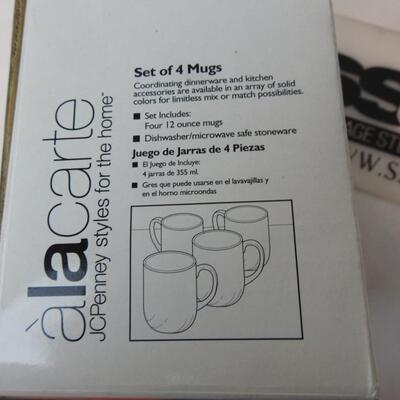 àlacarte
JCPenney styles for the home™
Set of 4 Mugs
Coordinating dinnerware and kitchen
accessories are available in an array of solid
colors for limitless mix or match possibilities.
■ Set Includes:
Four 12 ounce mugs
■ Dishwasher/microwave safe stoneware
Juego de Jarras de 4 Piezas
■ El Juego de Incluye:
4 jarras de 355 ml.
■ Gres que puede usarse en el lavavajillas y
en el horno microondas